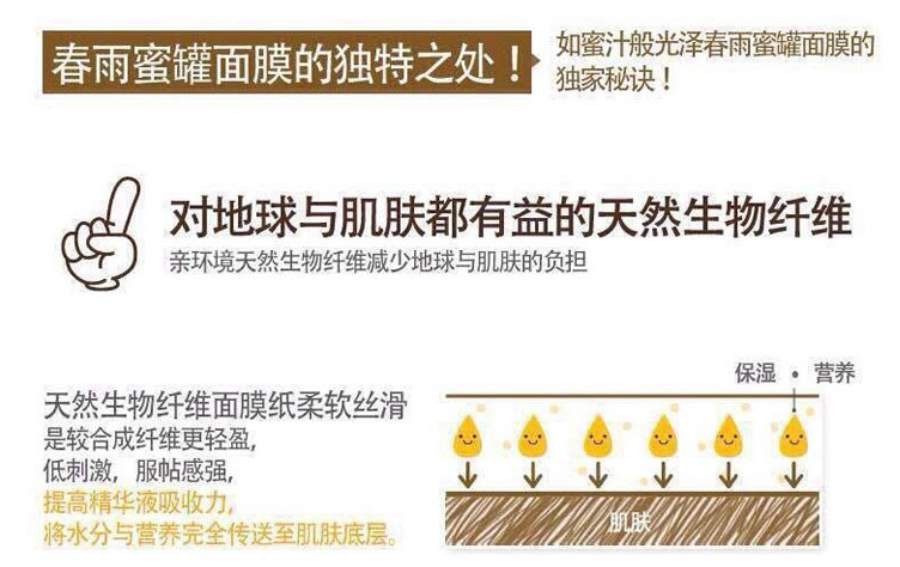 春雨蜜罐面膜的独特之处！
如蜜汁般光泽春雨蜜罐面膜的
独家秘诀！
对地球与肌肤都有益的天然生物纤维
亲环境天然生物纤维减少地球与肌肤的负担
天然生物纤维面膜纸柔软丝滑
是较合成纤维更轻盈,
低刺激，服帖感强,
提高精华液吸收力,
将水分与营养完全传送至肌肤底层。
保湿 • 营养
肌肤